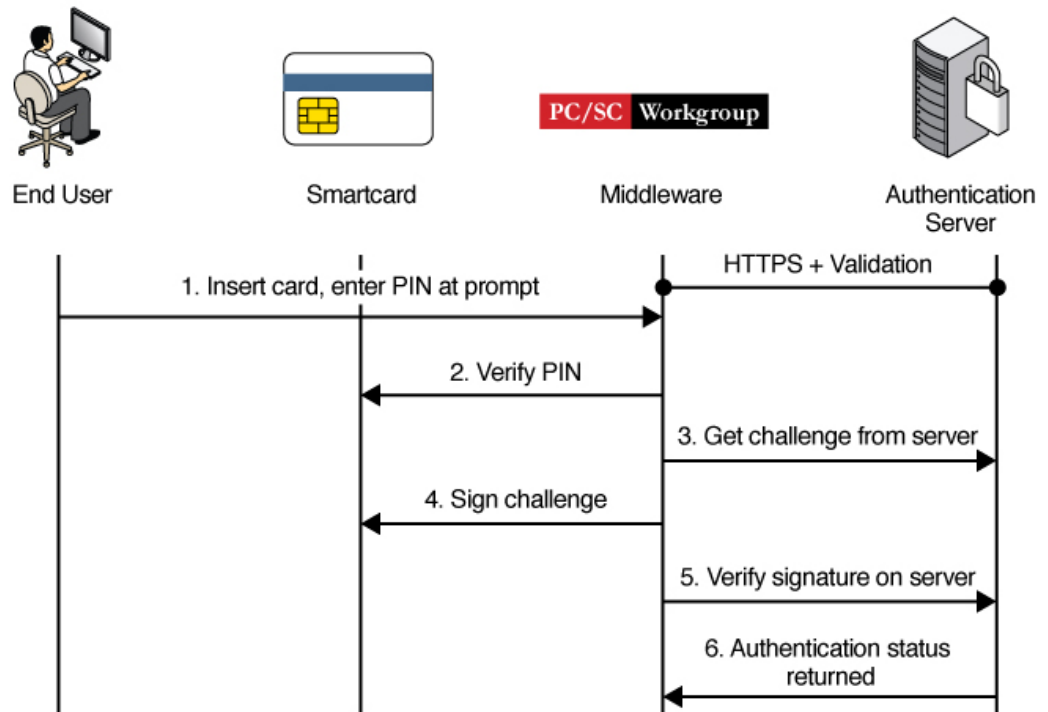 PC/SC Workgroup
End User
Smartcard
Middleware
Authentication
Server
HTTPS + Validation
1. Insert card, enter PIN at prompt
2. Verify PIN
3. Get challenge from server
4. Sign challenge
5. Verify signature on server
6. Authentication status
returned